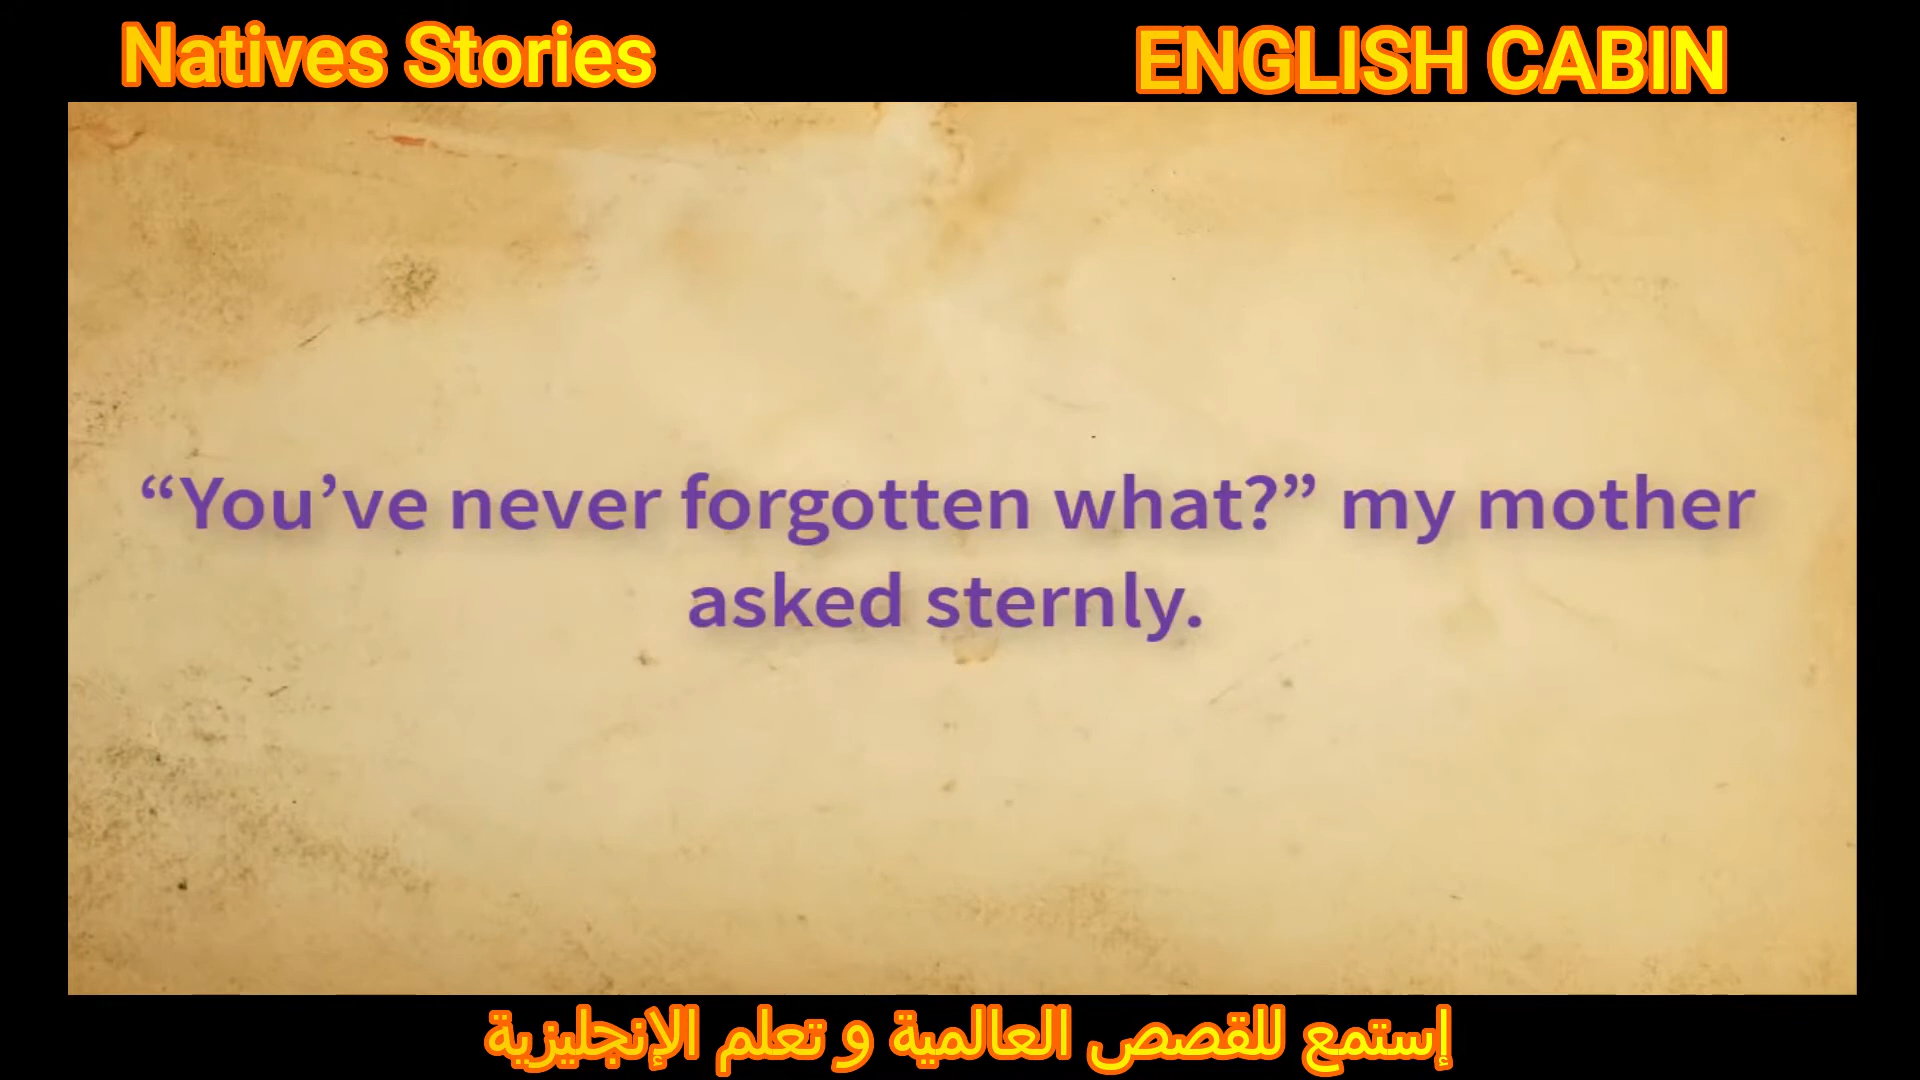 Natives Stories
ENGLISH CABIN
“You’ve never forgotten what?” my mother
asked sternly.
إستمع للقصص العالمية و تعلم الإنجليزية